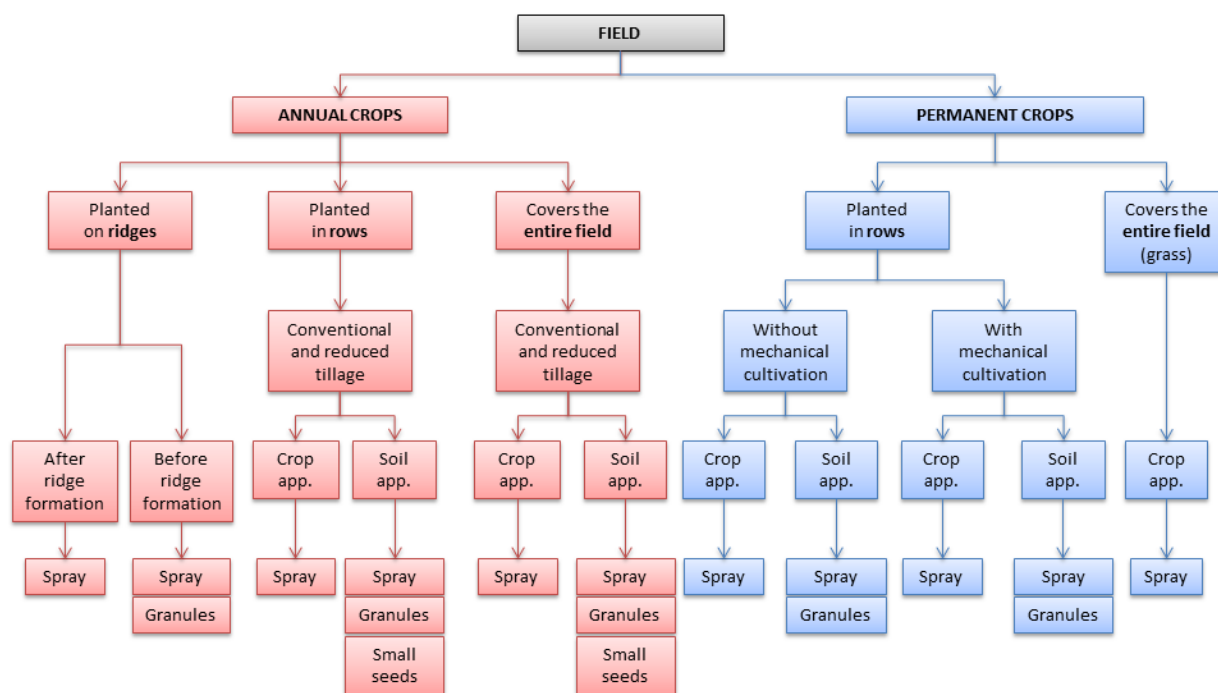 FIELD
ANNUAL CROPS
PERMANENT CROPS
Planted
on ridges
Planted
in rows
Covers the
entire field
Planted
in rows
Covers the
entire field
(grass)
Conventional
and reduced
tillage
Conventional
and reduced
tillage
Without
mechanical
cultivation
With
mechanical
cultivation
After
ridge
formation
Before
ridge
formation
Crop
app.
Soil
app.
Crop
app.
Soil
app.
Crop
app.
Soil
app.
Crop
app.
Soil
app.
Crop
app.
Spray
Spray
Spray
Spray
Spray
Spray
Spray
Spray
Spray
Spray
Spray
Granules
Granules
Granules
Granules
Granules
Small
seeds
Small
seeds